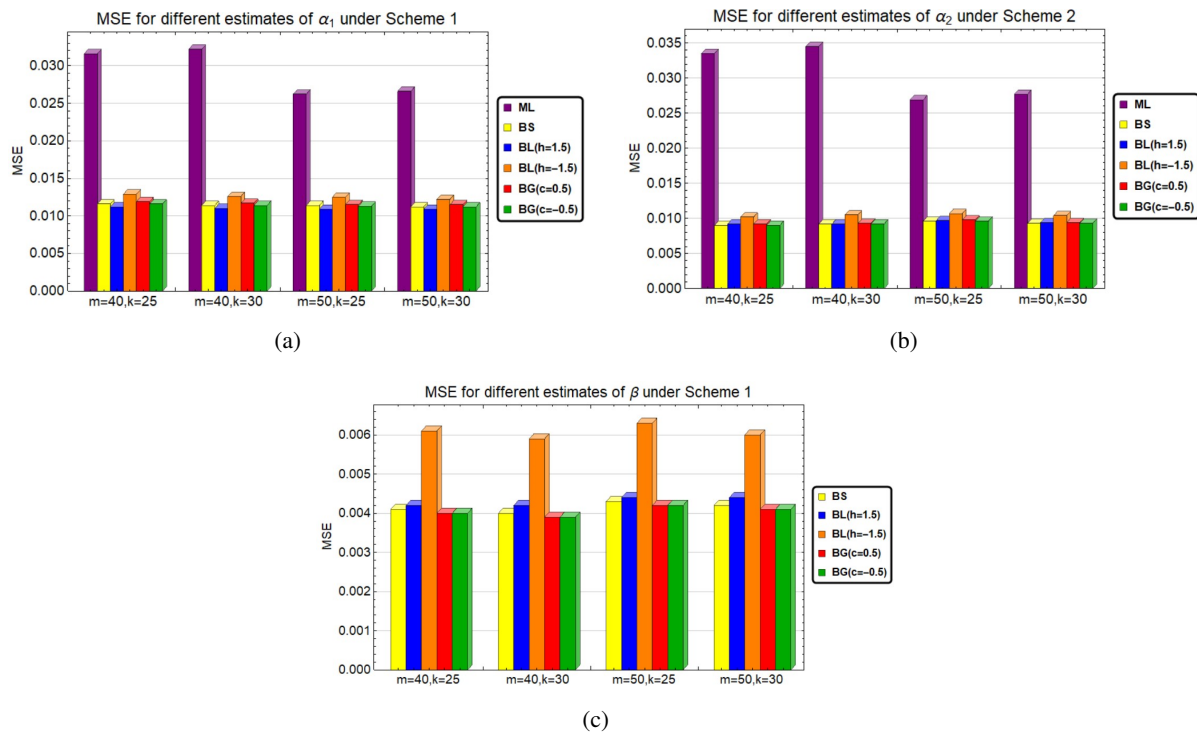 MSE for different estimates of α₁ under Scheme 1
MSE
0.030
0.025
0.020
0.015
0.010
0.005
0.000
m=40,k=25 m=40,k=30 m=50,k=25 m=50,k=30
ML
BS
BL(h=1.5)
BL(h=−1.5)
BG(c=0.5)
BG(c=−0.5)
(a)
MSE for different estimates of α₂ under Scheme 2
MSE
0.035
0.030
0.025
0.020
0.015
0.010
0.005
0.000
m=40,k=25 m=40,k=30 m=50,k=25 m=50,k=30
ML
BS
BL(h=1.5)
BL(h=−1.5)
BG(c=0.5)
BG(c=−0.5)
(b)
MSE for different estimates of β under Scheme 1
MSE
0.006
0.005
0.004
0.003
0.002
0.001
0.000
m=40,k=25 m=40,k=30 m=50,k=25 m=50,k=30
BS
BL(h=1.5)
BL(h=−1.5)
BG(c=0.5)
BG(c=−0.5)
(c)